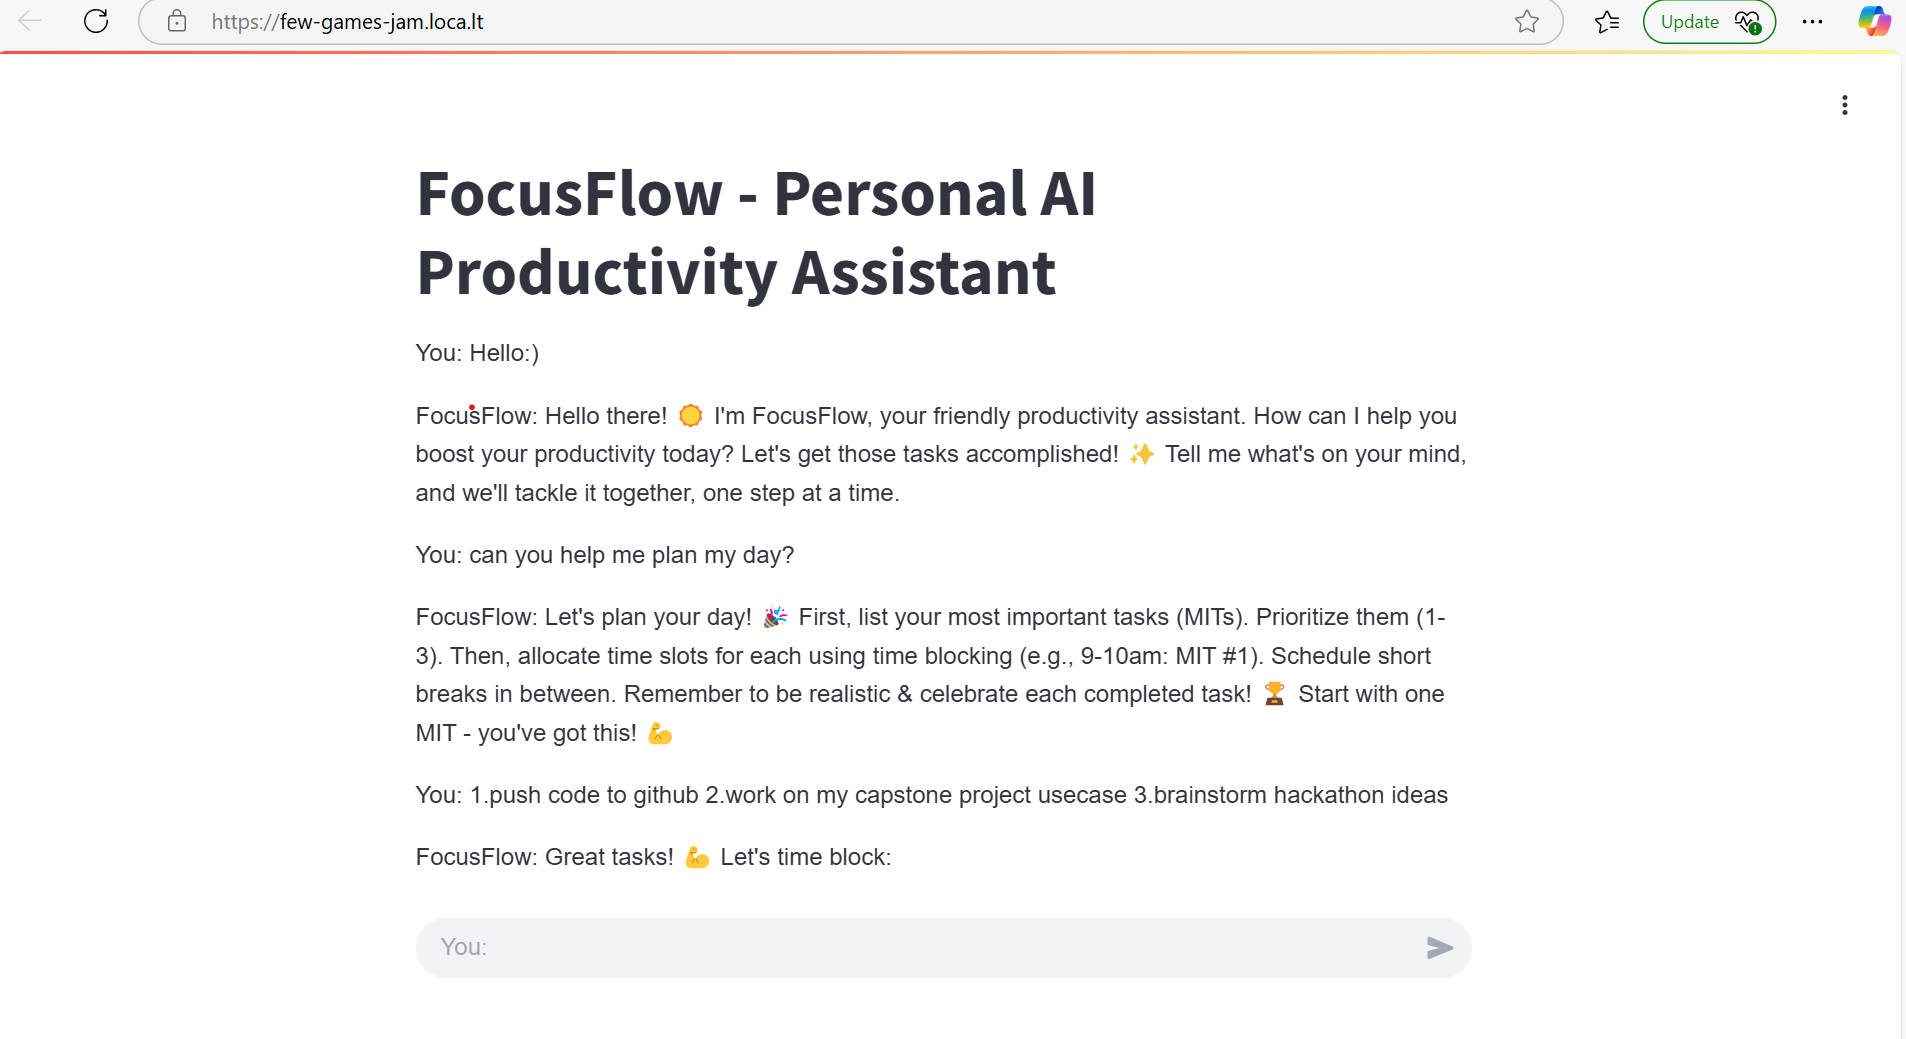 https://few-games-jam.loca.lt
Update
FocusFlow - Personal AI
Productivity Assistant
You: Hello:)
FocusFlow: Hello there! 🌞 I'm FocusFlow, your friendly productivity assistant. How can I help you
boost your productivity today? Let's get those tasks accomplished! ✨ Tell me what's on your mind,
and we'll tackle it together, one step at a time.
You: can you help me plan my day?
FocusFlow: Let's plan your day! 🎉 First, list your most important tasks (MITs). Prioritize them (1-
3). Then, allocate time slots for each using time blocking (e.g., 9-10am: MIT #1). Schedule short
breaks in between. Remember to be realistic & celebrate each completed task! 🏆 Start with one
MIT - you've got this! 💪
You: 1.push code to github 2.work on my capstone project usecase 3.brainstorm hackathon ideas
FocusFlow: Great tasks! 💪 Let's time block:
You: